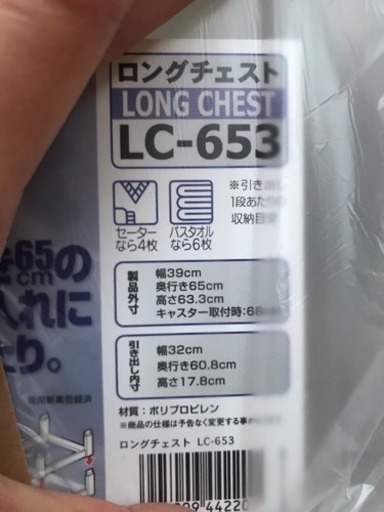 ロングチェスト
LONG CHEST
LC-653
セーター
なら4枚
バスタオル
なら6枚
※引き出し
1段あたりの
収納目安
65
cmの
入れに
たり。
製品外寸
幅39cm
奥行き65cm
高さ63.3cm
キャスター取付時:68
引き出し内寸
幅32cm
奥行き60.8cm
高さ17.8cm
材質:ポリプロピレン
※商品の仕様は予告なく変更する事
ロングチェスト LC-653
44220